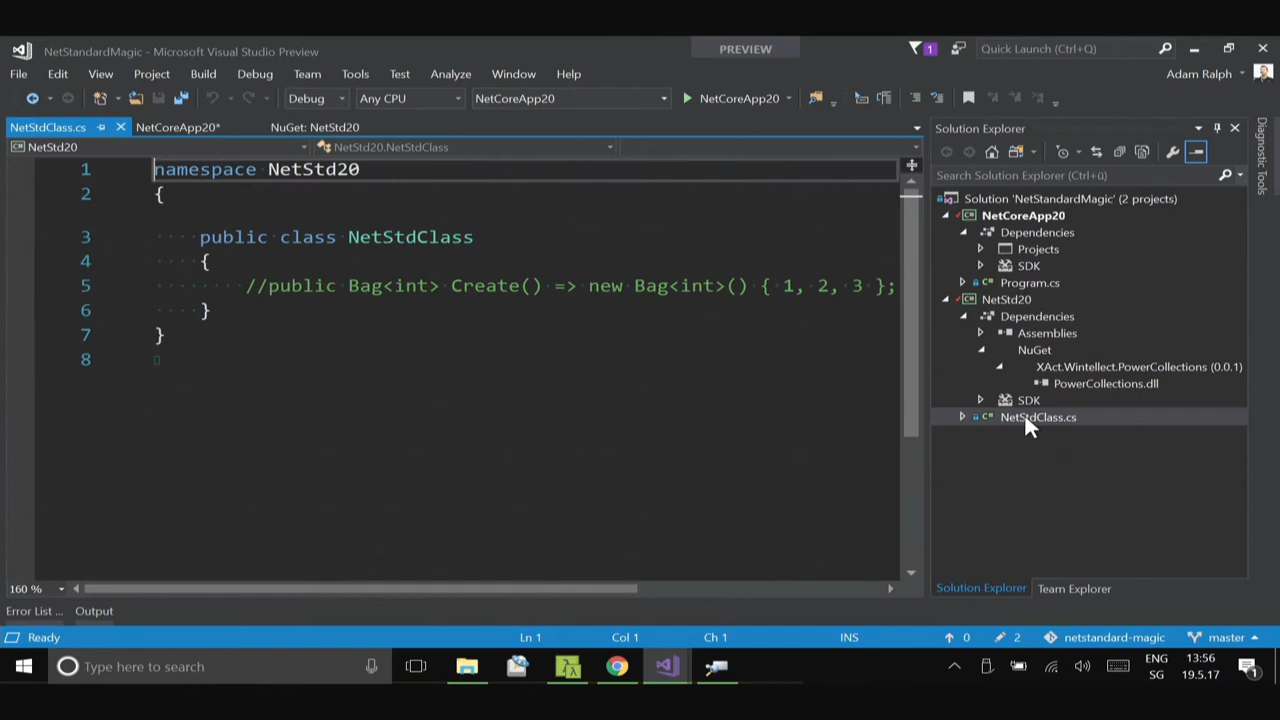 NetStandardMagic - Microsoft Visual Studio Preview
PREVIEW
1
Quick Launch (Ctrl+Q)
File Edit View Project Build Debug Team Tools Test Analyze Window Help
Adam Ralph
Debug Any CPU NetCoreApp20 NetCoreApp20
NetStdClass.cs NetCoreApp20* NuGet: NetStd20
NetStd20 NetStd20.NetStdClass
1 namespace NetStd20
2 {
3 public class NetStdClass
4 {
5 //public Bag<int> Create() => new Bag<int>() { 1, 2, 3 };
6 }
7 }
8
160 %
Solution Explorer
Search Solution Explorer (Ctrl+ü)
Solution 'NetStandardMagic' (2 projects)
NetCoreApp20
Dependencies
Projects
SDK
Program.cs
NetStd20
Dependencies
Assemblies
NuGet
XAct.Wintellect.PowerCollections (0.0.1)
PowerCollections.dll
SDK
NetStdClass.cs
Solution Explorer Team Explorer
Diagnostic Tools
Error List ... Output
Ready Ln 1 Col 1 Ch 1 INS 0 2 netstandard-magic master
Type here to search
ENG
SG
13:56
19.5.17
1